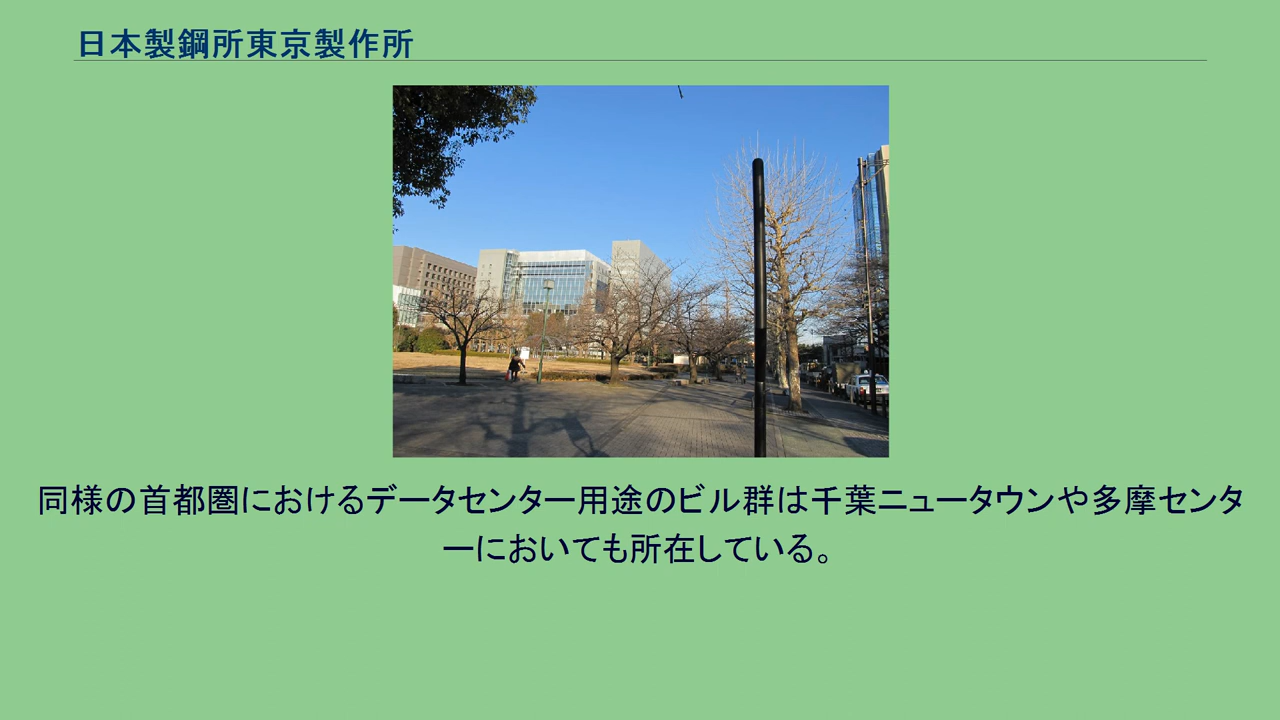 日本製鋼所東京製作所
同様の首都圏におけるデータセンター用途のビル群は千葉ニュータウンや多摩センタ
ーにおいても所在している。